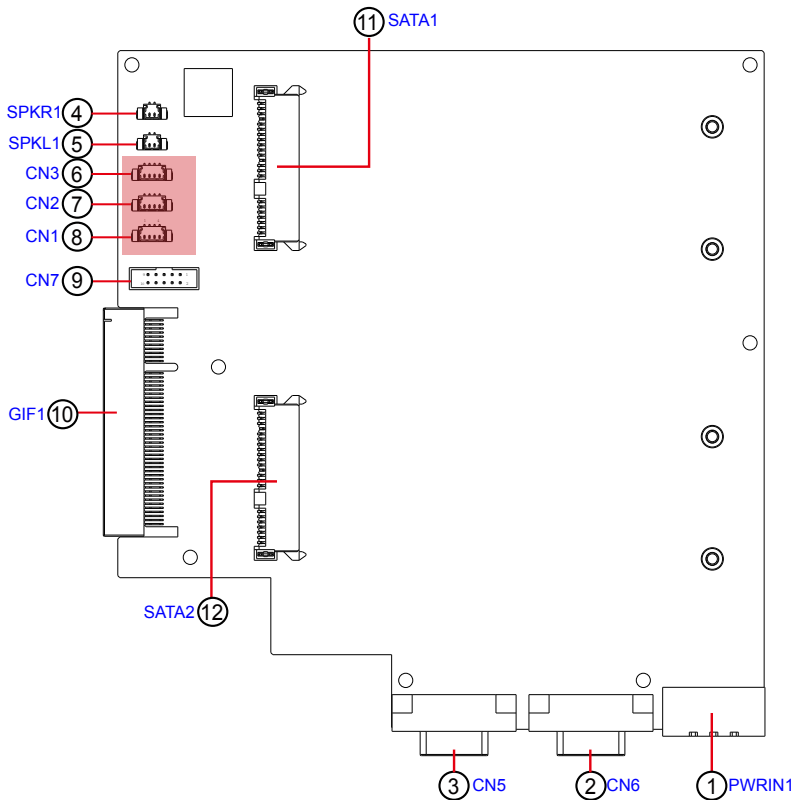 11 SATA1
SPKR1 4
SPKL1 5
CN3 6
CN2 7
CN1 8
CN7 9
GIF1 10
SATA2 12
3 CN5
2 CN6
1 PWRIN1